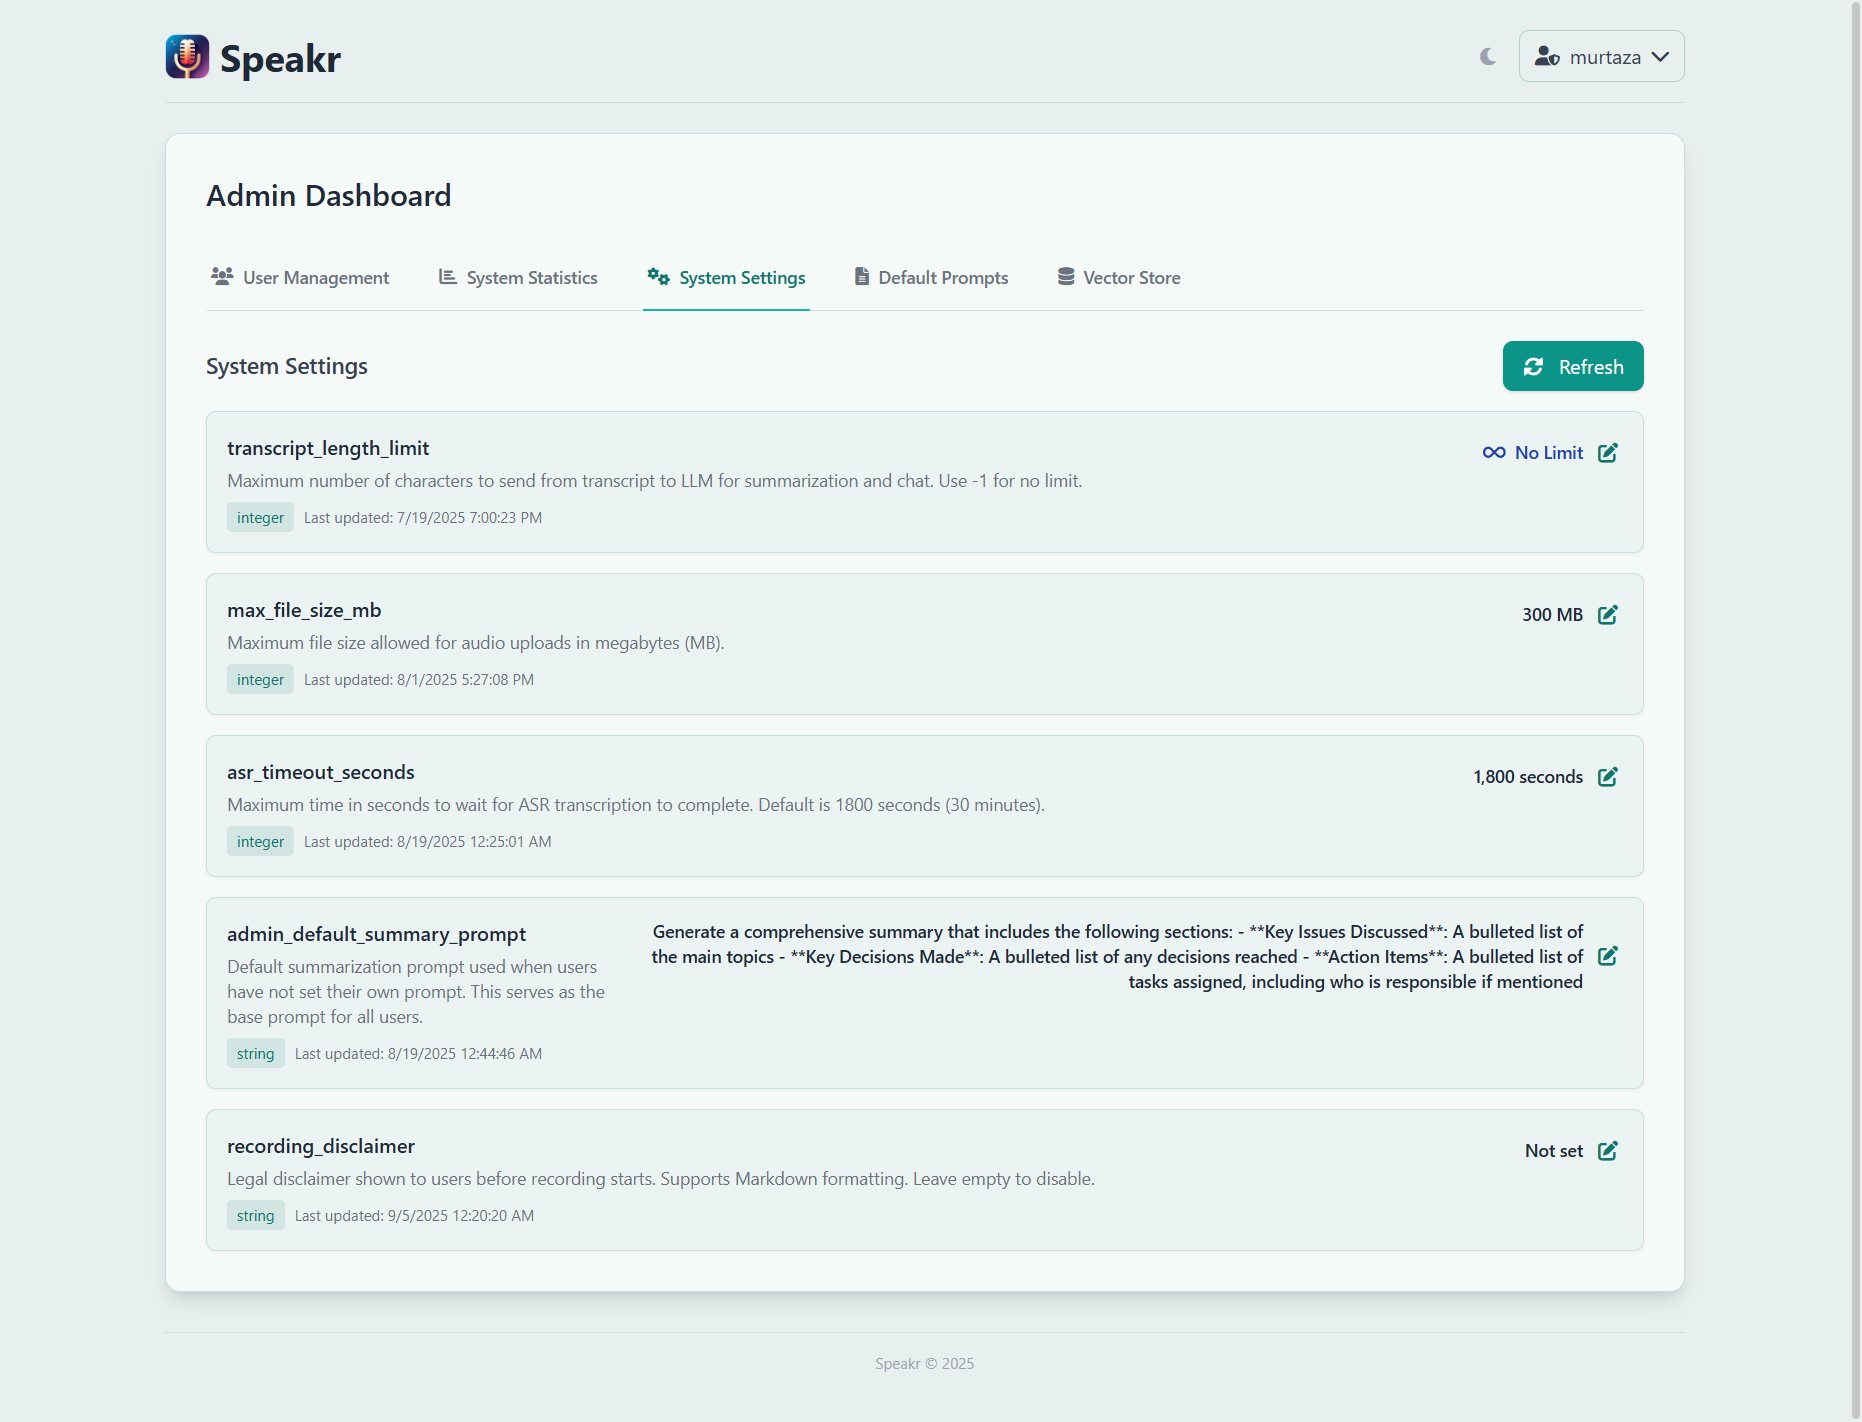 Speakr
murtaza
Admin Dashboard
User Management
System Statistics
System Settings
Default Prompts
Vector Store
System Settings
Refresh
transcript_length_limit
No Limit
Maximum number of characters to send from transcript to LLM for summarization and chat. Use -1 for no limit.
integer
Last updated: 7/19/2025 7:00:23 PM
max_file_size_mb
300 MB
Maximum file size allowed for audio uploads in megabytes (MB).
integer
Last updated: 8/1/2025 5:27:08 PM
asr_timeout_seconds
1,800 seconds
Maximum time in seconds to wait for ASR transcription to complete. Default is 1800 seconds (30 minutes).
integer
Last updated: 8/19/2025 12:25:01 AM
admin_default_summary_prompt
Default summarization prompt used when users
have not set their own prompt. This serves as the
base prompt for all users.
string
Last updated: 8/19/2025 12:44:46 AM
Generate a comprehensive summary that includes the following sections: - **Key Issues Discussed**: A bulleted list of
the main topics - **Key Decisions Made**: A bulleted list of any decisions reached - **Action Items**: A bulleted list of
tasks assigned, including who is responsible if mentioned
recording_disclaimer
Not set
Legal disclaimer shown to users before recording starts. Supports Markdown formatting. Leave empty to disable.
string
Last updated: 9/5/2025 12:20:20 AM
Speakr © 2025